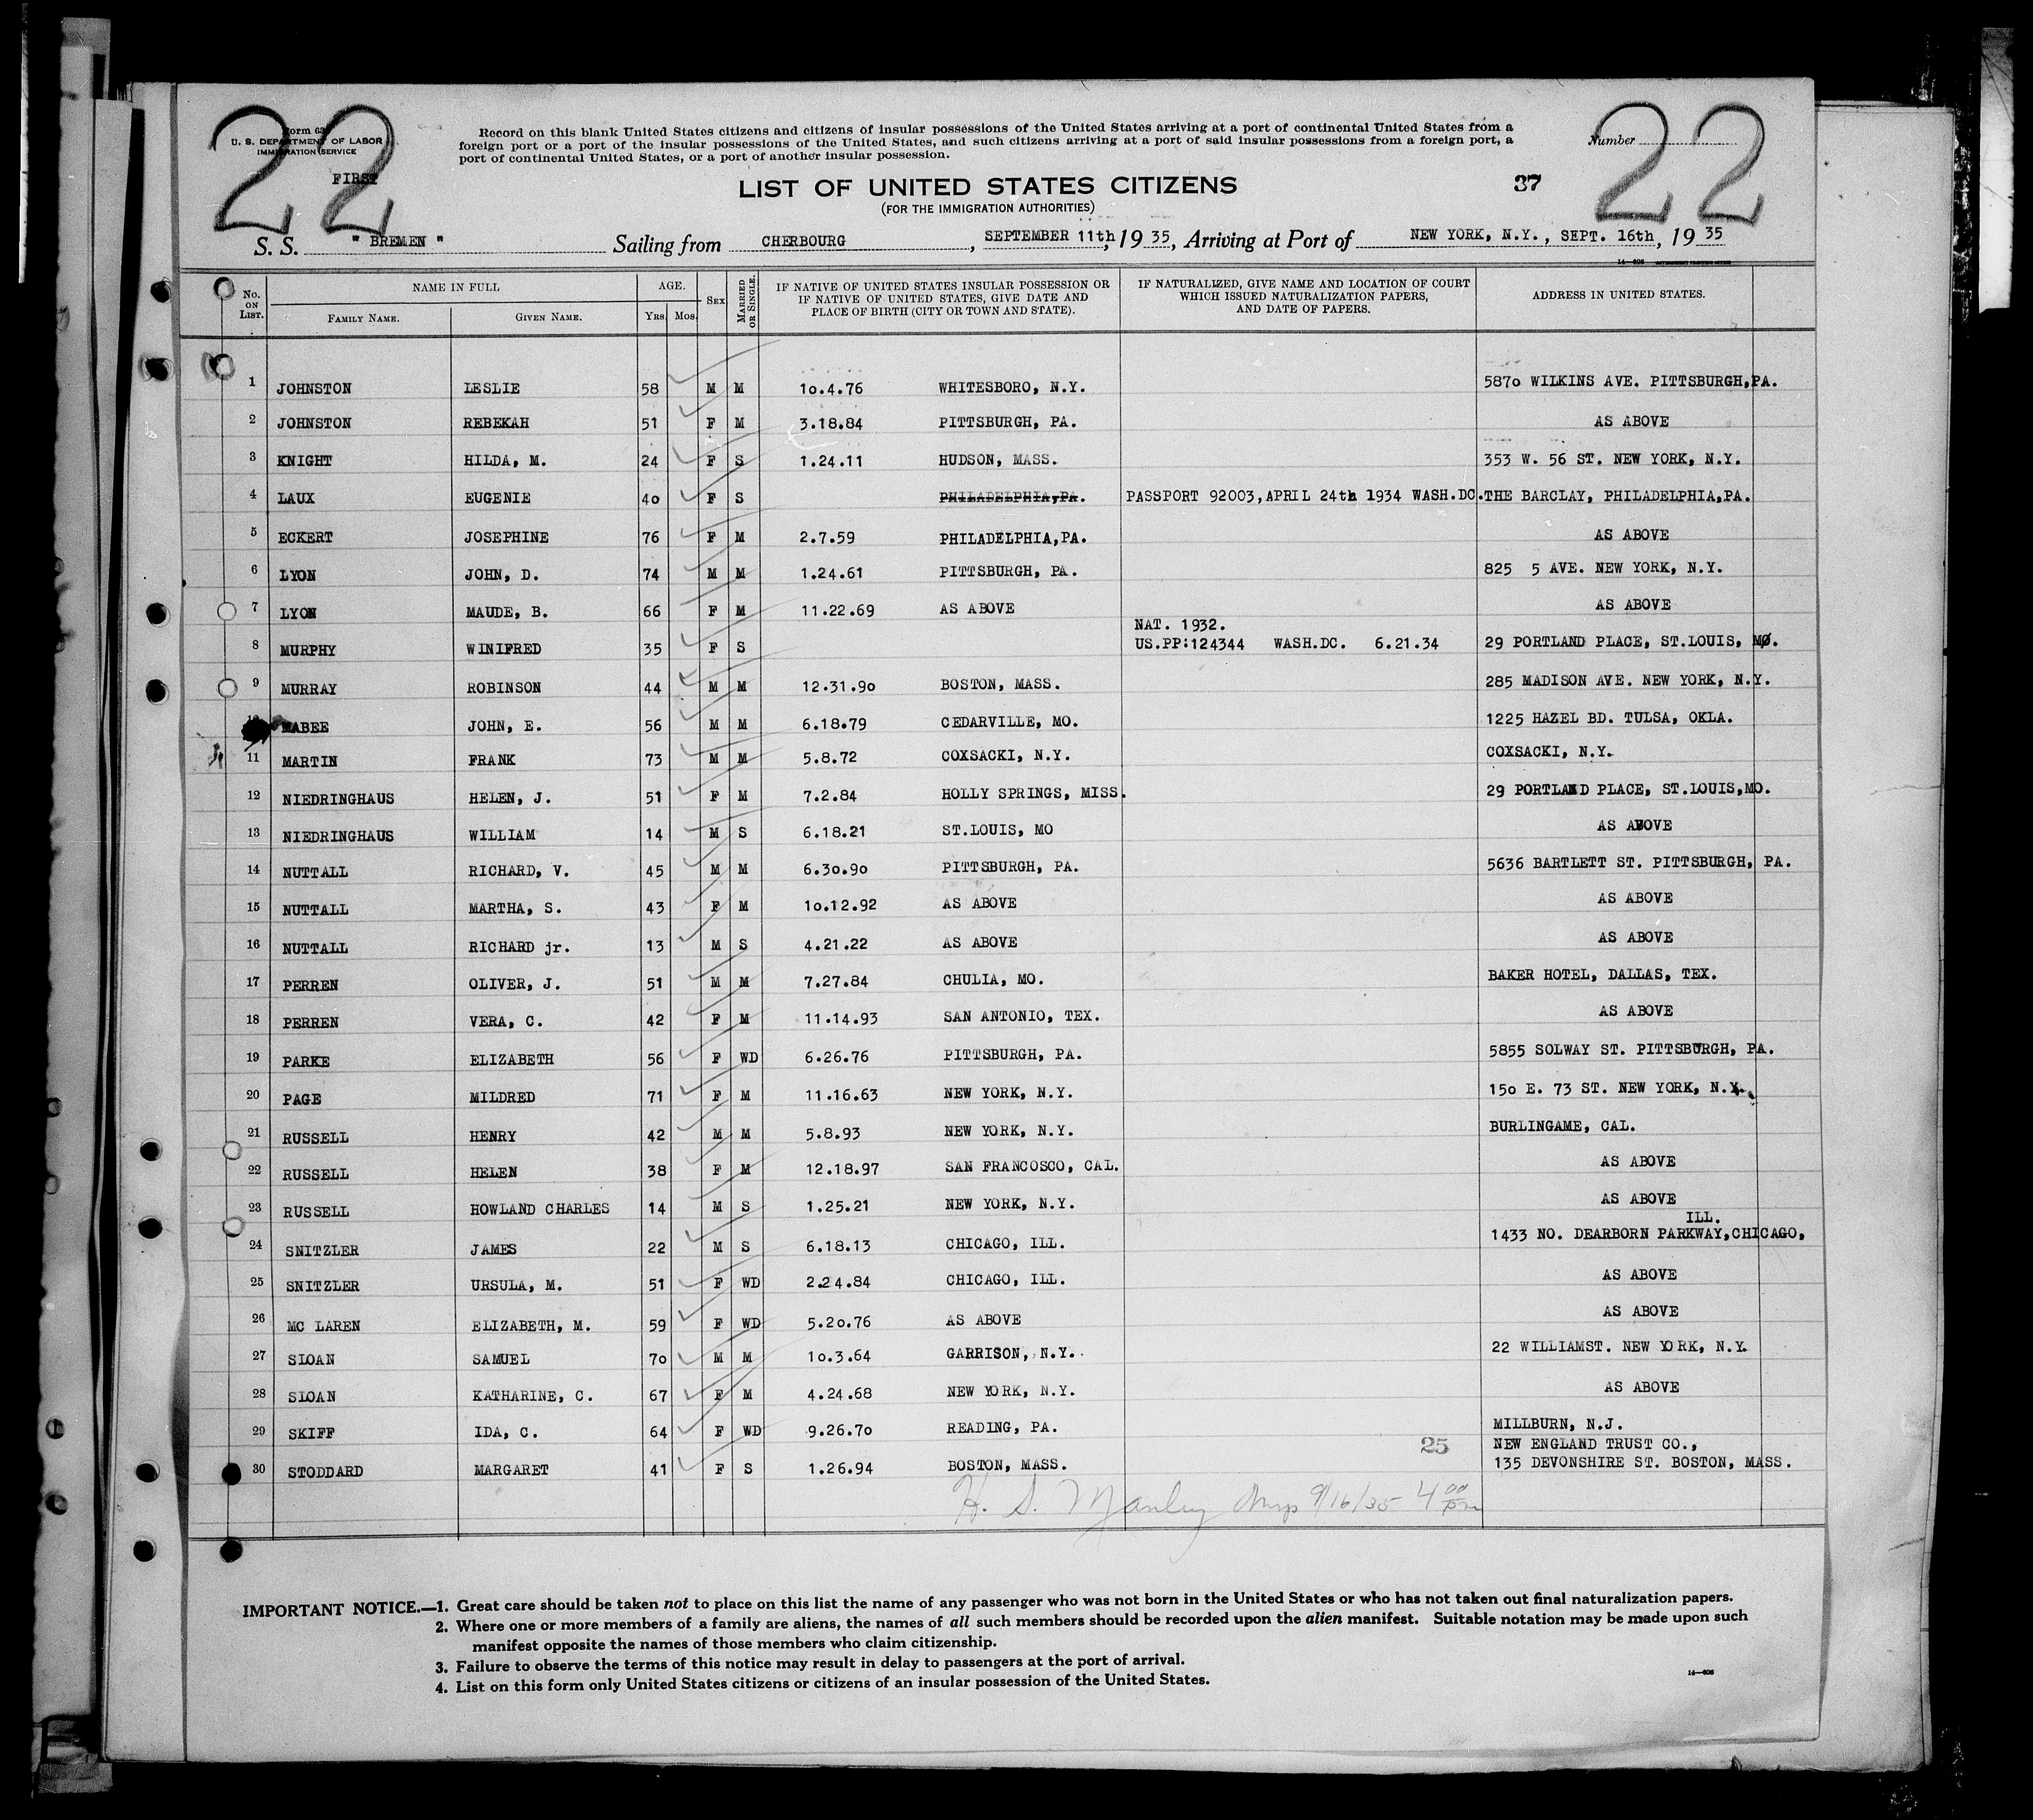 22
22
Form 63
U. S. DEPARTMENT OF LABOR
IMMIGRATION SERVICE
FIRST
Record on this blank United States citizens and citizens of insular possessions of the United States arriving at a port of continental United States from a
foreign port or a port of the insular possessions of the United States, and such citizens arriving at a port of said insular possessions from a foreign port, a
port of continental United States, or a port of another insular possession.
Number
LIST OF UNITED STATES CITIZENS
37
(FOR THE IMMIGRATION AUTHORITIES)
S. S. " BREMEN " Sailing from CHERBOURG, SEPTEMBER 11th, 19 35, Arriving at Port of NEW YORK, N.Y., SEPT. 16th, 19 35
14—608 GOVERNMENT PRINTING OFFICE
No. ON LIST. NAME IN FULL FAMILY NAME. GIVEN NAME. AGE. Yrs. Mos. SEX MARRIED OR SINGLE. IF NATIVE OF UNITED STATES INSULAR POSSESSION OR IF NATIVE OF UNITED STATES, GIVE DATE AND PLACE OF BIRTH (CITY OR TOWN AND STATE). IF NATURALIZED, GIVE NAME AND LOCATION OF COURT WHICH ISSUED NATURALIZATION PAPERS, AND DATE OF PAPERS. ADDRESS IN UNITED STATES.
1 JOHNSTON LESLIE 58 M M 10.4.76 WHITESBORO, N.Y. 5870 WILKINS AVE. PITTSBURGH,PA.
2 JOHNSTON REBEKAH 51 F M 3.18.84 PITTSBURGH, PA. AS ABOVE
3 KNIGHT HILDA, M. 24 F S 1.24.11 HUDSON, MASS. 353 W. 56 ST. NEW YORK, N.Y.
4 LAUX EUGENIE 40 F S PHILADELPHIA,PA. PASSPORT 92003,APRIL 24th 1934 WASH.DC. THE BARCLAY, PHILADELPHIA,PA.
5 ECKERT JOSEPHINE 76 F M 2.7.59 PHILADELPHIA,PA. AS ABOVE
6 LYON JOHN, D. 74 M M 1.24.61 PITTSBURGH, PA. 825 5 AVE. NEW YORK, N.Y.
7 LYON MAUDE, B. 66 F M 11.22.69 AS ABOVE AS ABOVE
NAT. 1932.
8 MURPHY WINIFRED 35 F S US.PP:124344 WASH.DC. 6.21.34 29 PORTLAND PLACE, ST.LOUIS, MO.
9 MURRAY ROBINSON 44 M M 12.31.90 BOSTON, MASS. 285 MADISON AVE. NEW YORK, N.Y.
10 MABEE JOHN, E. 56 M M 6.18.79 CEDARVILLE, MO. 1225 HAZEL BD. TULSA, OKLA.
11 MARTIN FRANK 73 M M 5.8.72 COXSACKI, N.Y. COXSACKI, N.Y.
12 NIEDRINGHAUS HELEN, J. 51 F M 7.2.84 HOLLY SPRINGS, MISS. 29 PORTLAND PLACE, ST.LOUIS,MO.
13 NIEDRINGHAUS WILLIAM 14 M S 6.18.21 ST.LOUIS, MO AS ABOVE
14 NUTTALL RICHARD, V. 45 M M 6.30.90 PITTSBURGH, PA. 5636 BARTLETT ST. PITTSBURGH, PA.
15 NUTTALL MARTHA, S. 43 F M 10.12.92 AS ABOVE AS ABOVE
16 NUTTALL RICHARD jr. 13 M S 4.21.22 AS ABOVE AS ABOVE
17 PERREN OLIVER, J. 51 M M 7.27.84 CHULIA, MO. BAKER HOTEL, DALLAS, TEX.
18 PERREN VERA, C. 42 F M 11.14.93 SAN ANTONIO, TEX. AS ABOVE
19 PARKE ELIZABETH 56 F WD 6.26.76 PITTSBURGH, PA. 5855 SOLWAY ST. PITTSBURGH, PA.
20 PAGE MILDRED 71 F M 11.16.63 NEW YORK, N.Y. 150 E. 73 ST. NEW YORK, N.Y.
21 RUSSELL HENRY 42 M M 5.8.93 NEW YORK, N.Y. BURLINGAME, CAL.
22 RUSSELL HELEN 38 F M 12.18.97 SAN FRANCOSCO, CAL. AS ABOVE
23 RUSSELL HOWLAND CHARLES 14 M S 1.25.21 NEW YORK, N.Y. AS ABOVE
ILL.
24 SNITZLER JAMES 22 M S 6.18.13 CHICAGO, ILL. 1433 NO. DEARBORN PARKWAY,CHICAGO,
25 SNITZLER URSULA, M. 51 F WD 2.24.84 CHICAGO, ILL. AS ABOVE
26 MC LAREN ELIZABETH, M. 59 F WD 5.20.76 AS ABOVE AS ABOVE
27 SLOAN SAMUEL 70 M M 10.3.64 GARRISON, N.Y. 22 WILLIAMST. NEW YORK, N.Y.
28 SLOAN KATHARINE, C. 67 F M 4.24.68 NEW YORK, N.Y. AS ABOVE
29 SKIFF IDA, C. 64 F WD 9.26.70 READING, PA. MILLBURN, N.J.
25 NEW ENGLAND TRUST CO.,
30 STODDARD MARGARET 41 F S 1.26.94 BOSTON, MASS. 135 DEVONSHIRE ST. BOSTON, MASS.
H. S. Manley 9/16/35 4 00 pm
IMPORTANT NOTICE.—1. Great care should be taken not to place on this list the name of any passenger who was not born in the United States or who has not taken out final naturalization papers.
2. Where one or more members of a family are aliens, the names of all such members should be recorded upon the alien manifest. Suitable notation may be made upon such
manifest opposite the names of those members who claim citizenship.
3. Failure to observe the terms of this notice may result in delay to passengers at the port of arrival.
4. List on this form only United States citizens or citizens of an insular possession of the United States.
14—608